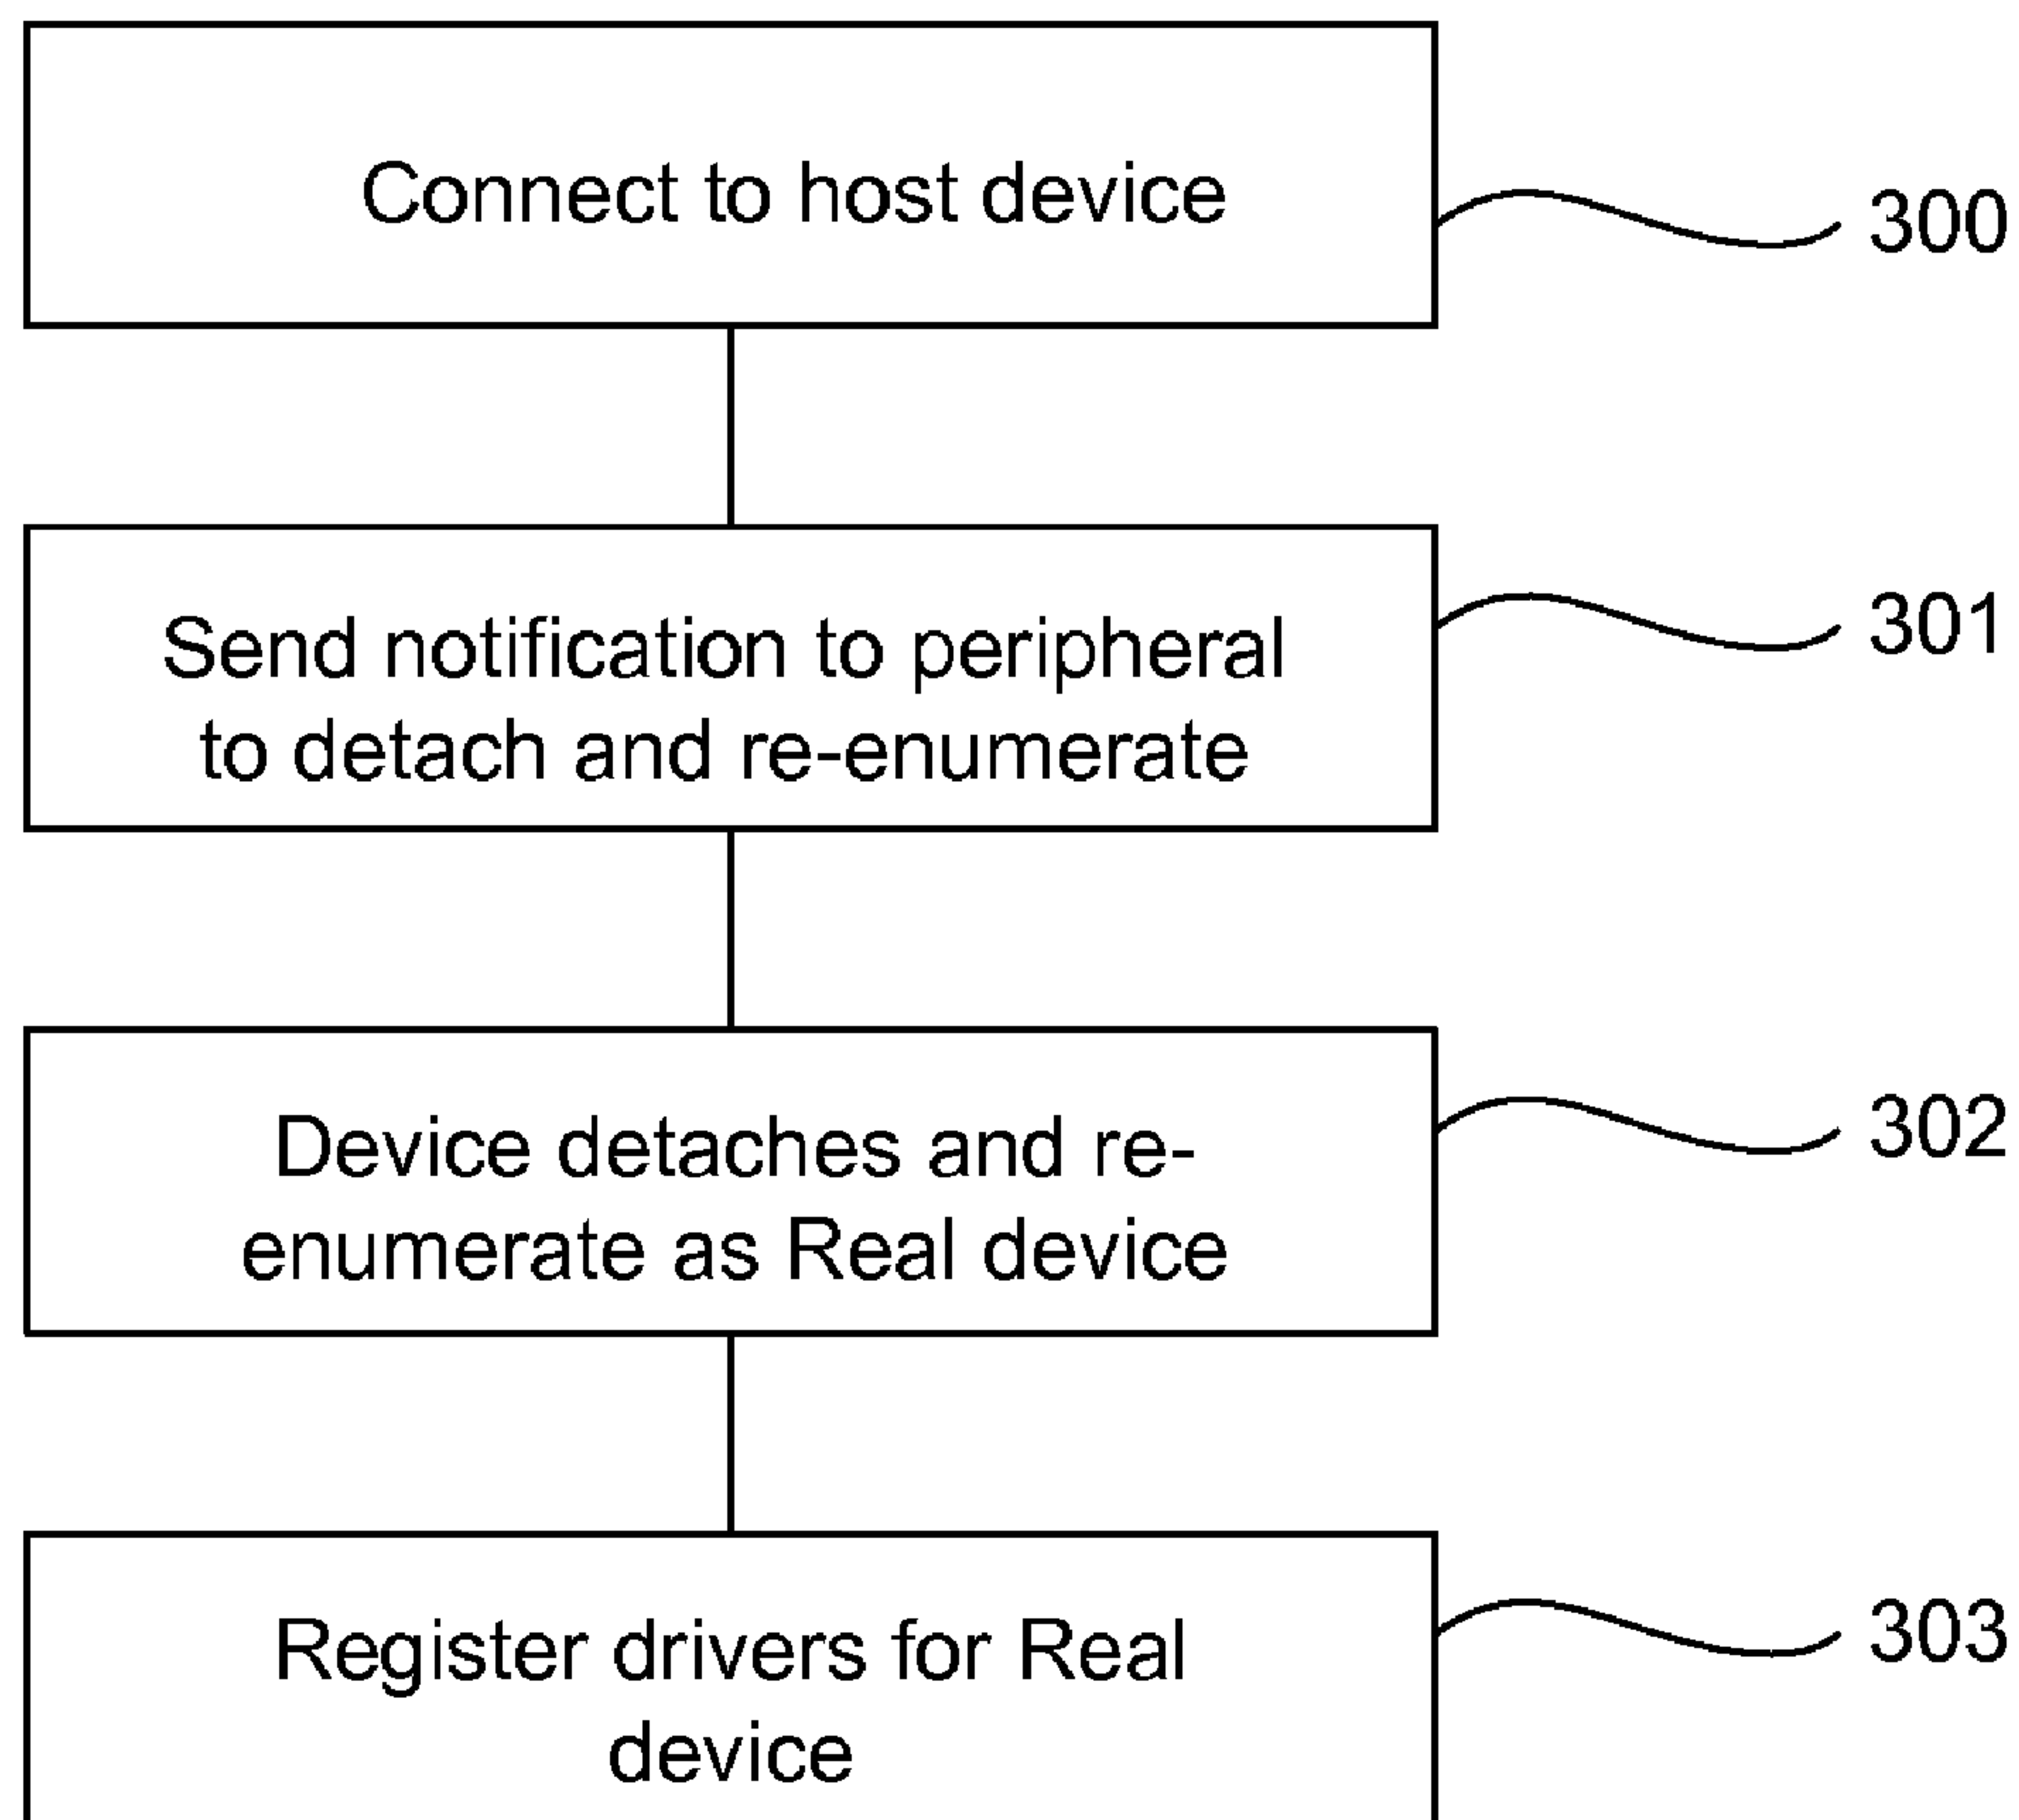 Connect to host device
300
Send notification to peripheral
to detach and re-enumerate
301
Device detaches and re-
enumerate as Real device
302
Register drivers for Real
device
303